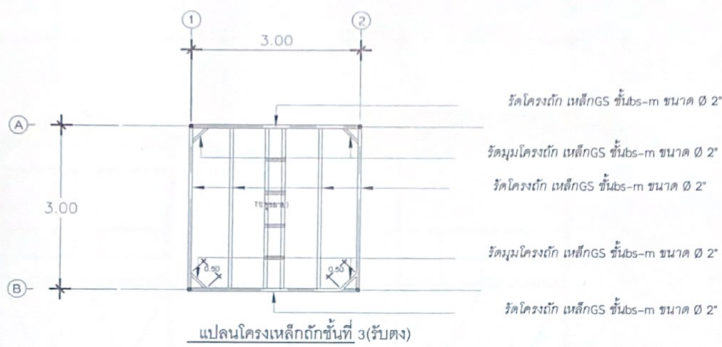 1
2
3.00
รัดโครงถัก เหล็กGS ชั้นbs-m ขนาด Ø 2"
A
รัดมุมโครงถัก เหล็กGS ชั้นbs-m ขนาด Ø 2"
รัดโครงถัก เหล็กGS ชั้นbs-m ขนาด Ø 2"
3.00
รัดมุมโครงถัก เหล็กGS ชั้นbs-m ขนาด Ø 2"
0.50
0.50
B
รัดโครงถัก เหล็กGS ชั้นbs-m ขนาด Ø 2"
แปลนโครงเหล็กถักชั้นที่ 3(รับตง)